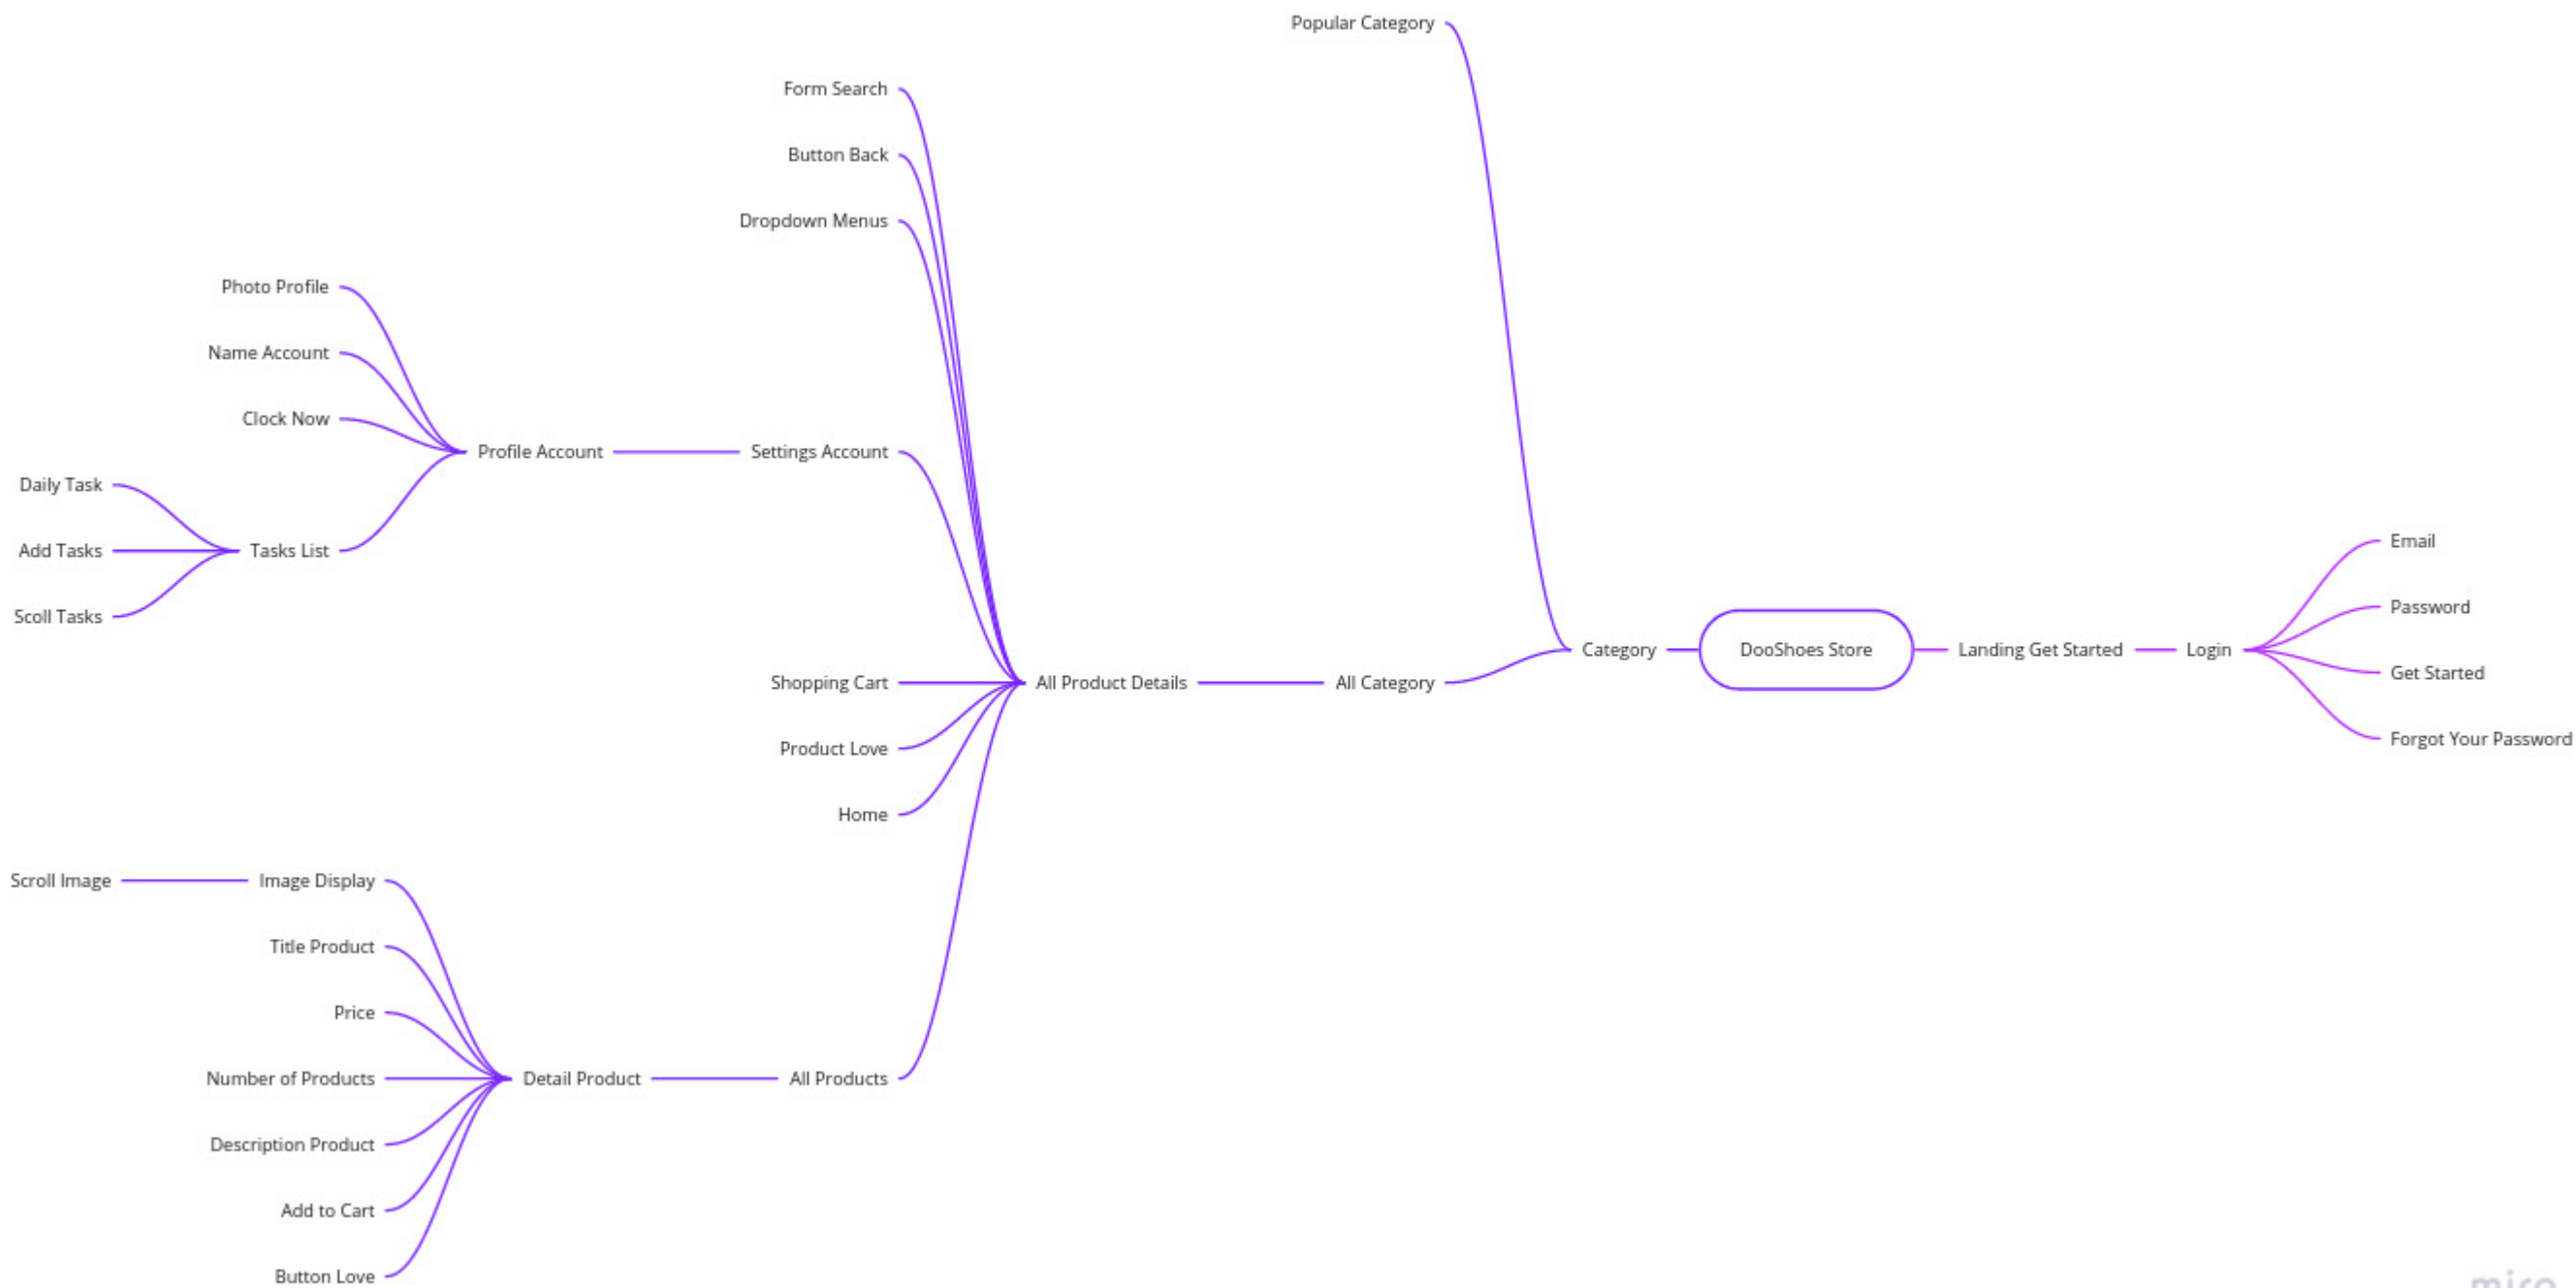 Popular Category
Form Search
Button Back
Dropdown Menus
Photo Profile
Name Account
Clock Now
Profile Account
Settings Account
Daily Task
Add Tasks
Tasks List
Scoll Tasks
Shopping Cart
All Product Details
All Category
Category
DooShoes Store
Landing Get Started
Login
Email
Password
Get Started
Forgot Your Password
Product Love
Home
Scroll Image
Image Display
Title Product
Price
Number of Products
Detail Product
All Products
Description Product
Add to Cart
Button Love
miro